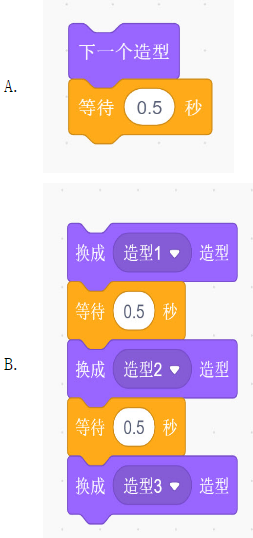 下一个造型
A.
等待 0.5 秒
换成 造型1 造型
等待 0.5 秒
B.
换成 造型2 造型
等待 0.5 秒
换成 造型3 造型